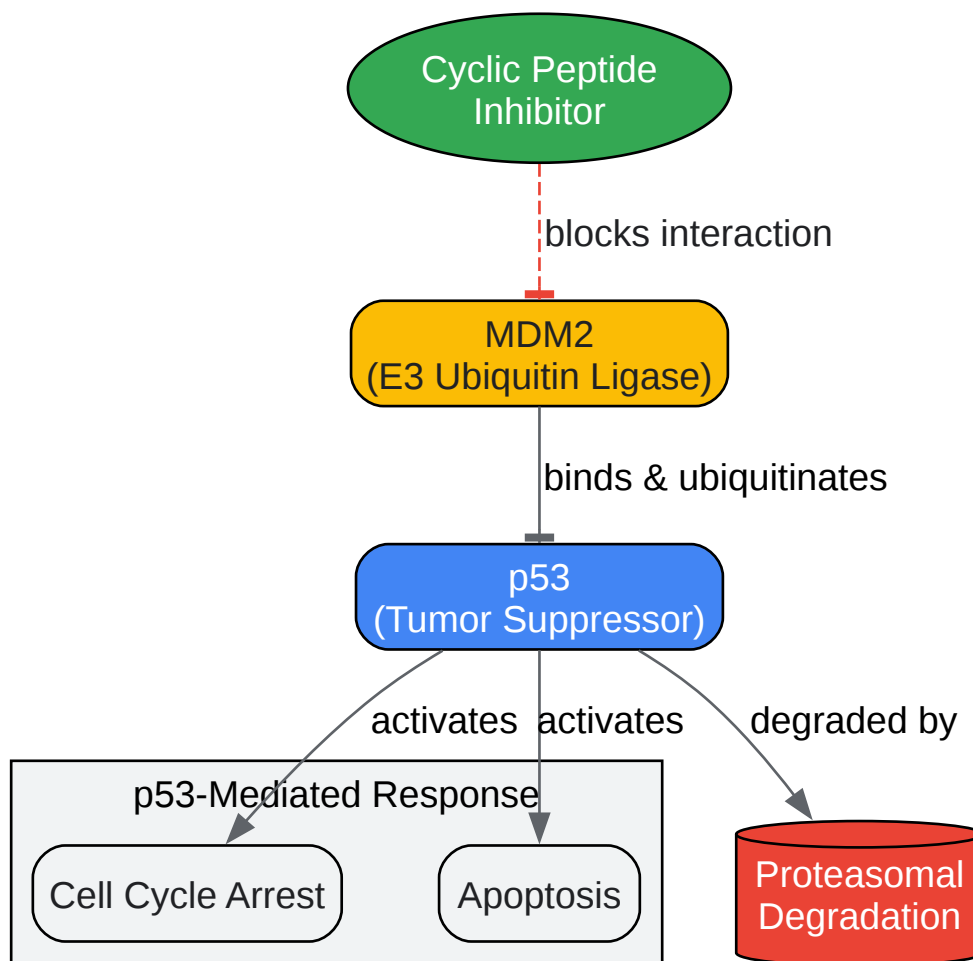 Cyclic Peptide
Inhibitor
blocks interaction
MDM2
(E3 Ubiquitin Ligase)
binds & ubiquitinates
p53
(Tumor Suppressor)
activates
activates
degraded by
p53-Mediated Response
Cell Cycle Arrest
Apoptosis
Proteasomal
Degradation